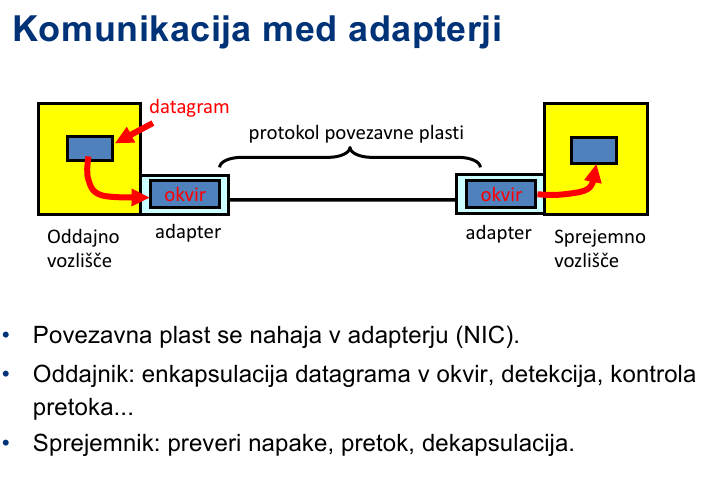 Komunikacija med adapterji
datagram
protokol povezavne plasti
okvir
okvir
Oddajno
vozlišče
adapter
adapter
Sprejemno
vozlišče
• Povezavna plast se nahaja v adapterju (NIC).
• Oddajnik: enkapsulacija datagrama v okvir, detekcija, kontrola
pretoka...
• Sprejemnik: preveri napake, pretok, dekapsulacija.